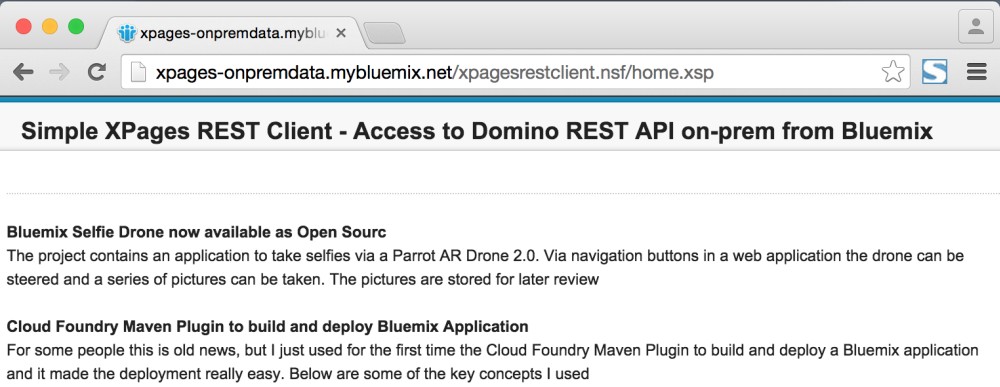 xpages-onpremdata.myblu
xpages-onpremdata.mybluemix.net/xpagesrestclient.nsf/home.xsp
S
Simple XPages REST Client - Access to Domino REST API on-prem from Bluemix
Bluemix Selfie Drone now available as Open Sourc
The project contains an application to take selfies via a Parrot AR Drone 2.0. Via navigation buttons in a web application the drone can be
steered and a series of pictures can be taken. The pictures are stored for later review
Cloud Foundry Maven Plugin to build and deploy Bluemix Application
For some people this is old news, but I just used for the first time the Cloud Foundry Maven Plugin to build and deploy a Bluemix application
and it made the deployment really easy. Below are some of the key concepts I used